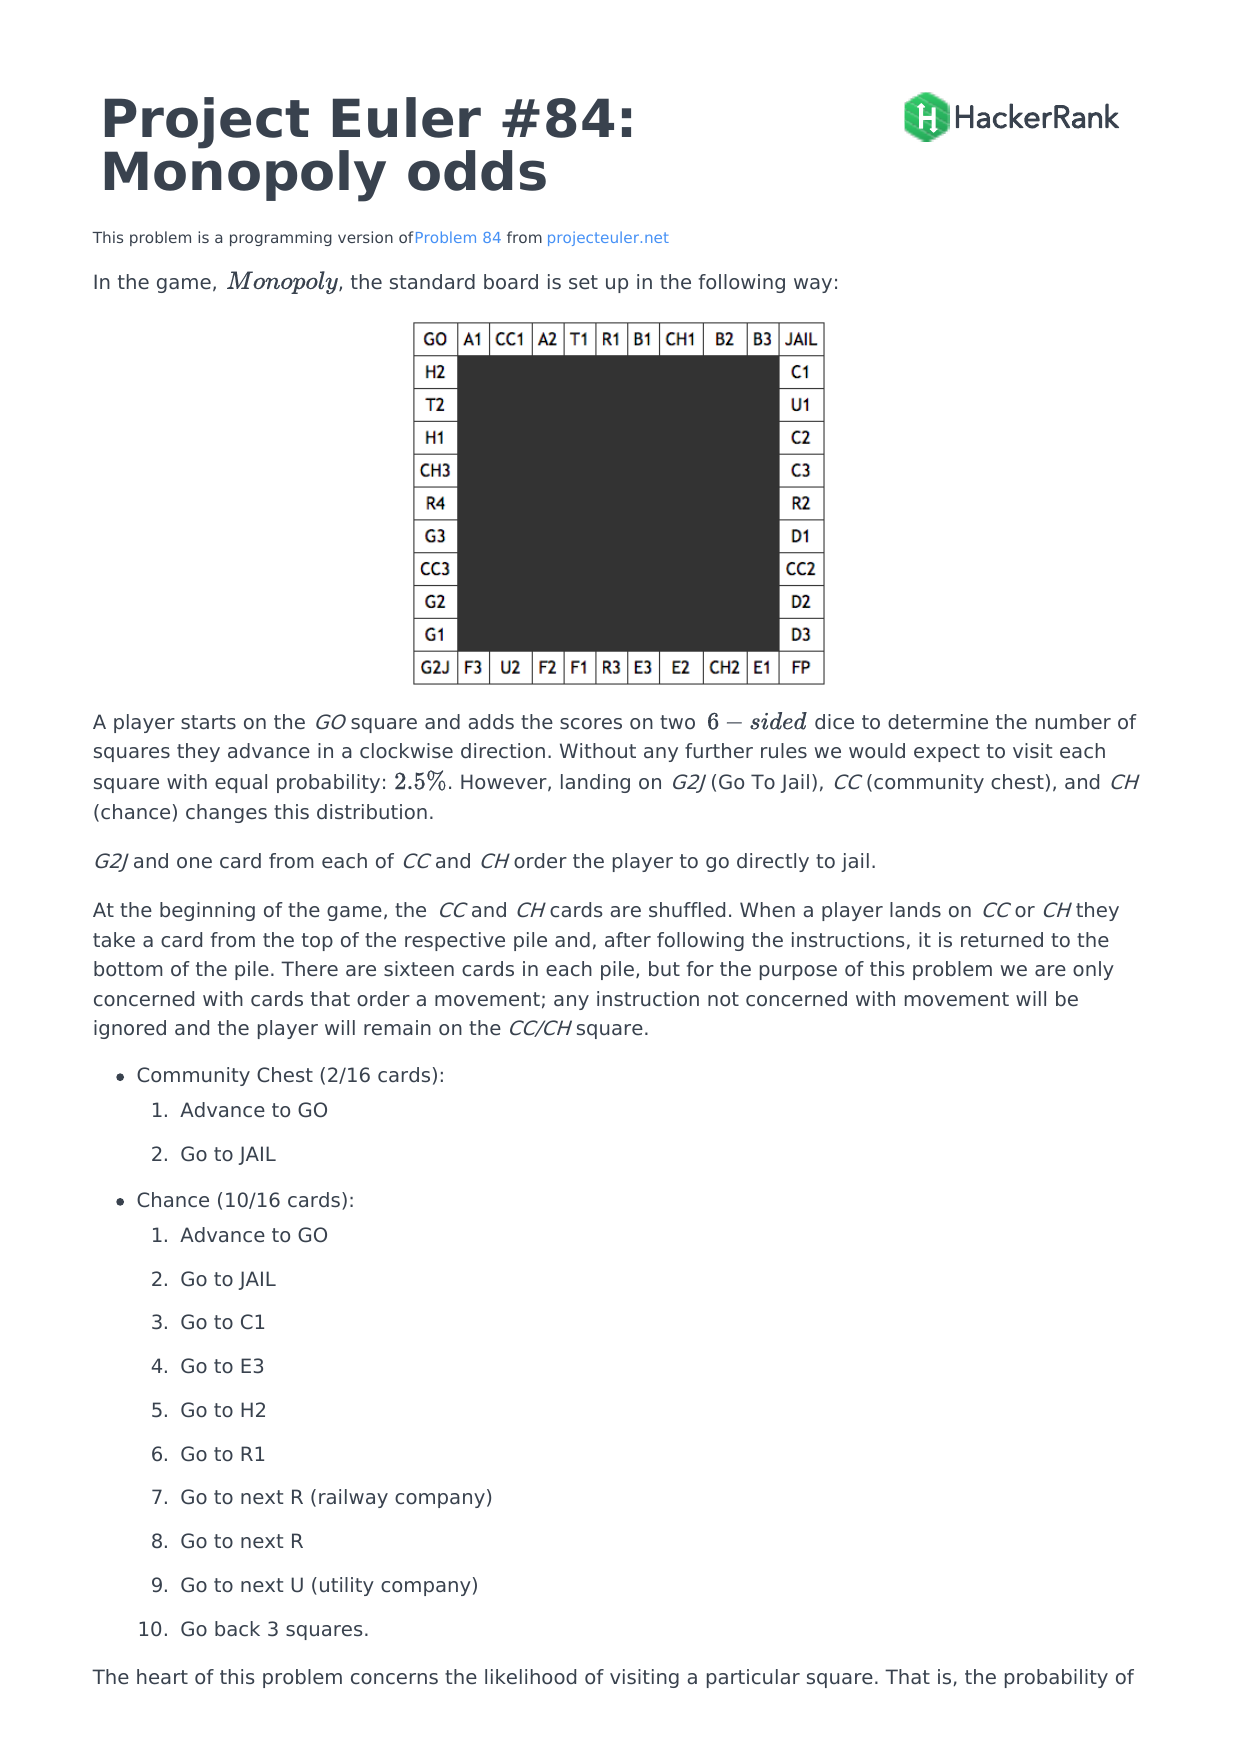 Project Euler #84:
Monopoly odds
HackerRank
This problem is a programming version of Problem 84 from projecteuler.net
In the game, Monopoly, the standard board is set up in the following way:
GO A1 CC1 A2 T1 R1 B1 CH1 B2 B3 JAIL
H2 C1
T2 U1
H1 C2
CH3 C3
R4 R2
G3 D1
CC3 CC2
G2 D2
G1 D3
G2J F3 U2 F2 F1 R3 E3 E2 CH2 E1 FP
A player starts on the GO square and adds the scores on two 6 − sided dice to determine the number of
squares they advance in a clockwise direction. Without any further rules we would expect to visit each
square with equal probability: 2.5%. However, landing on G2J (Go To Jail), CC (community chest), and CH
(chance) changes this distribution.
G2J and one card from each of CC and CH order the player to go directly to jail.
At the beginning of the game, the CC and CH cards are shuffled. When a player lands on CC or CH they
take a card from the top of the respective pile and, after following the instructions, it is returned to the
bottom of the pile. There are sixteen cards in each pile, but for the purpose of this problem we are only
concerned with cards that order a movement; any instruction not concerned with movement will be
ignored and the player will remain on the CC/CH square.
• Community Chest (2/16 cards):
1. Advance to GO
2. Go to JAIL
• Chance (10/16 cards):
1. Advance to GO
2. Go to JAIL
3. Go to C1
4. Go to E3
5. Go to H2
6. Go to R1
7. Go to next R (railway company)
8. Go to next R
9. Go to next U (utility company)
10. Go back 3 squares.
The heart of this problem concerns the likelihood of visiting a particular square. That is, the probability of